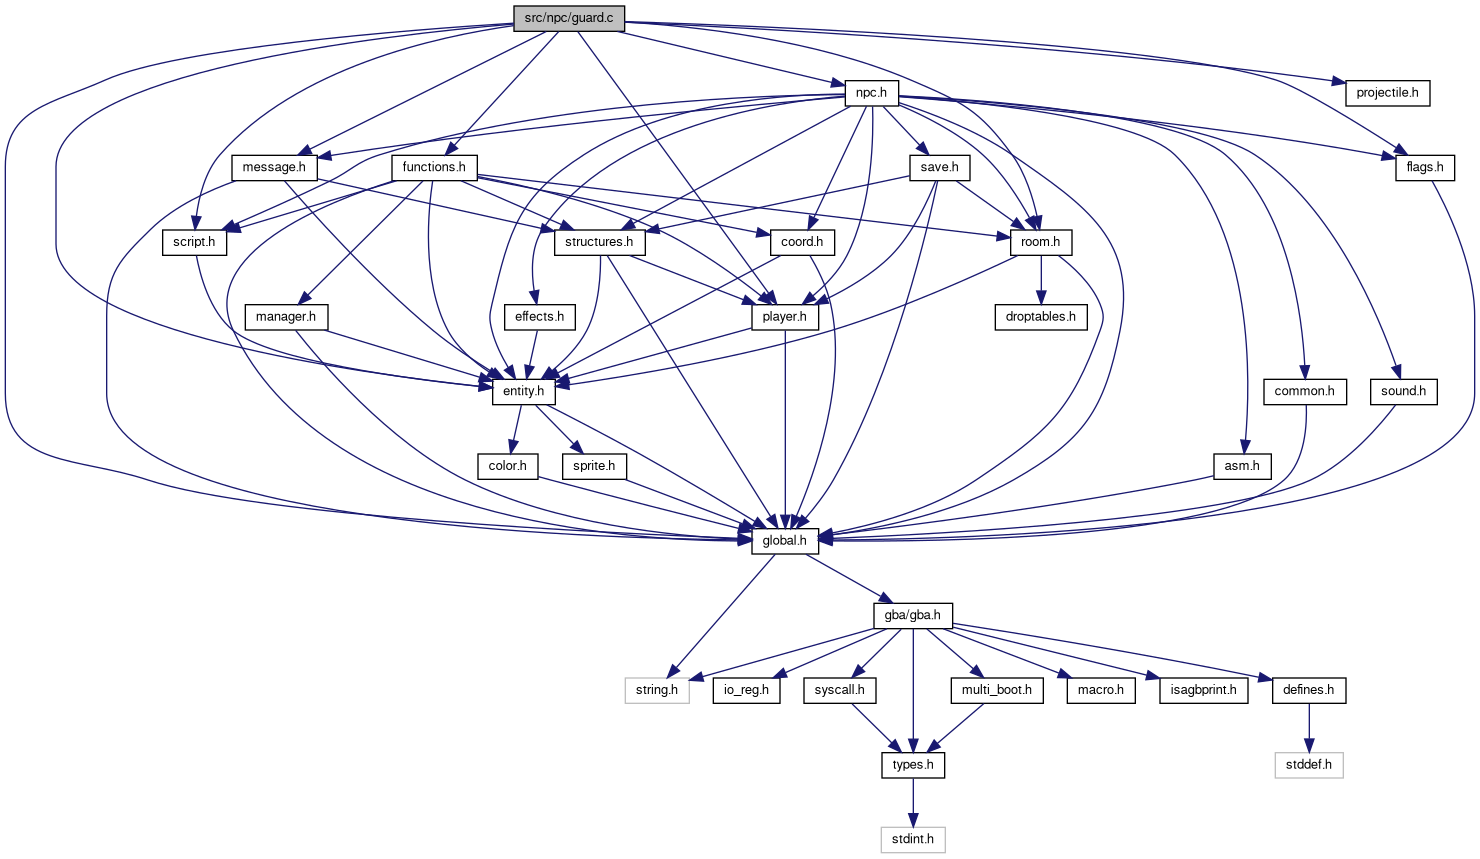 src/npc/guard.c
npc.h
projectile.h
message.h
functions.h
save.h
flags.h
script.h
structures.h
coord.h
room.h
manager.h
effects.h
player.h
droptables.h
entity.h
common.h
sound.h
color.h
sprite.h
asm.h
global.h
gba/gba.h
string.h
io_reg.h
syscall.h
multi_boot.h
macro.h
isagbprint.h
defines.h
types.h
stddef.h
stdint.h